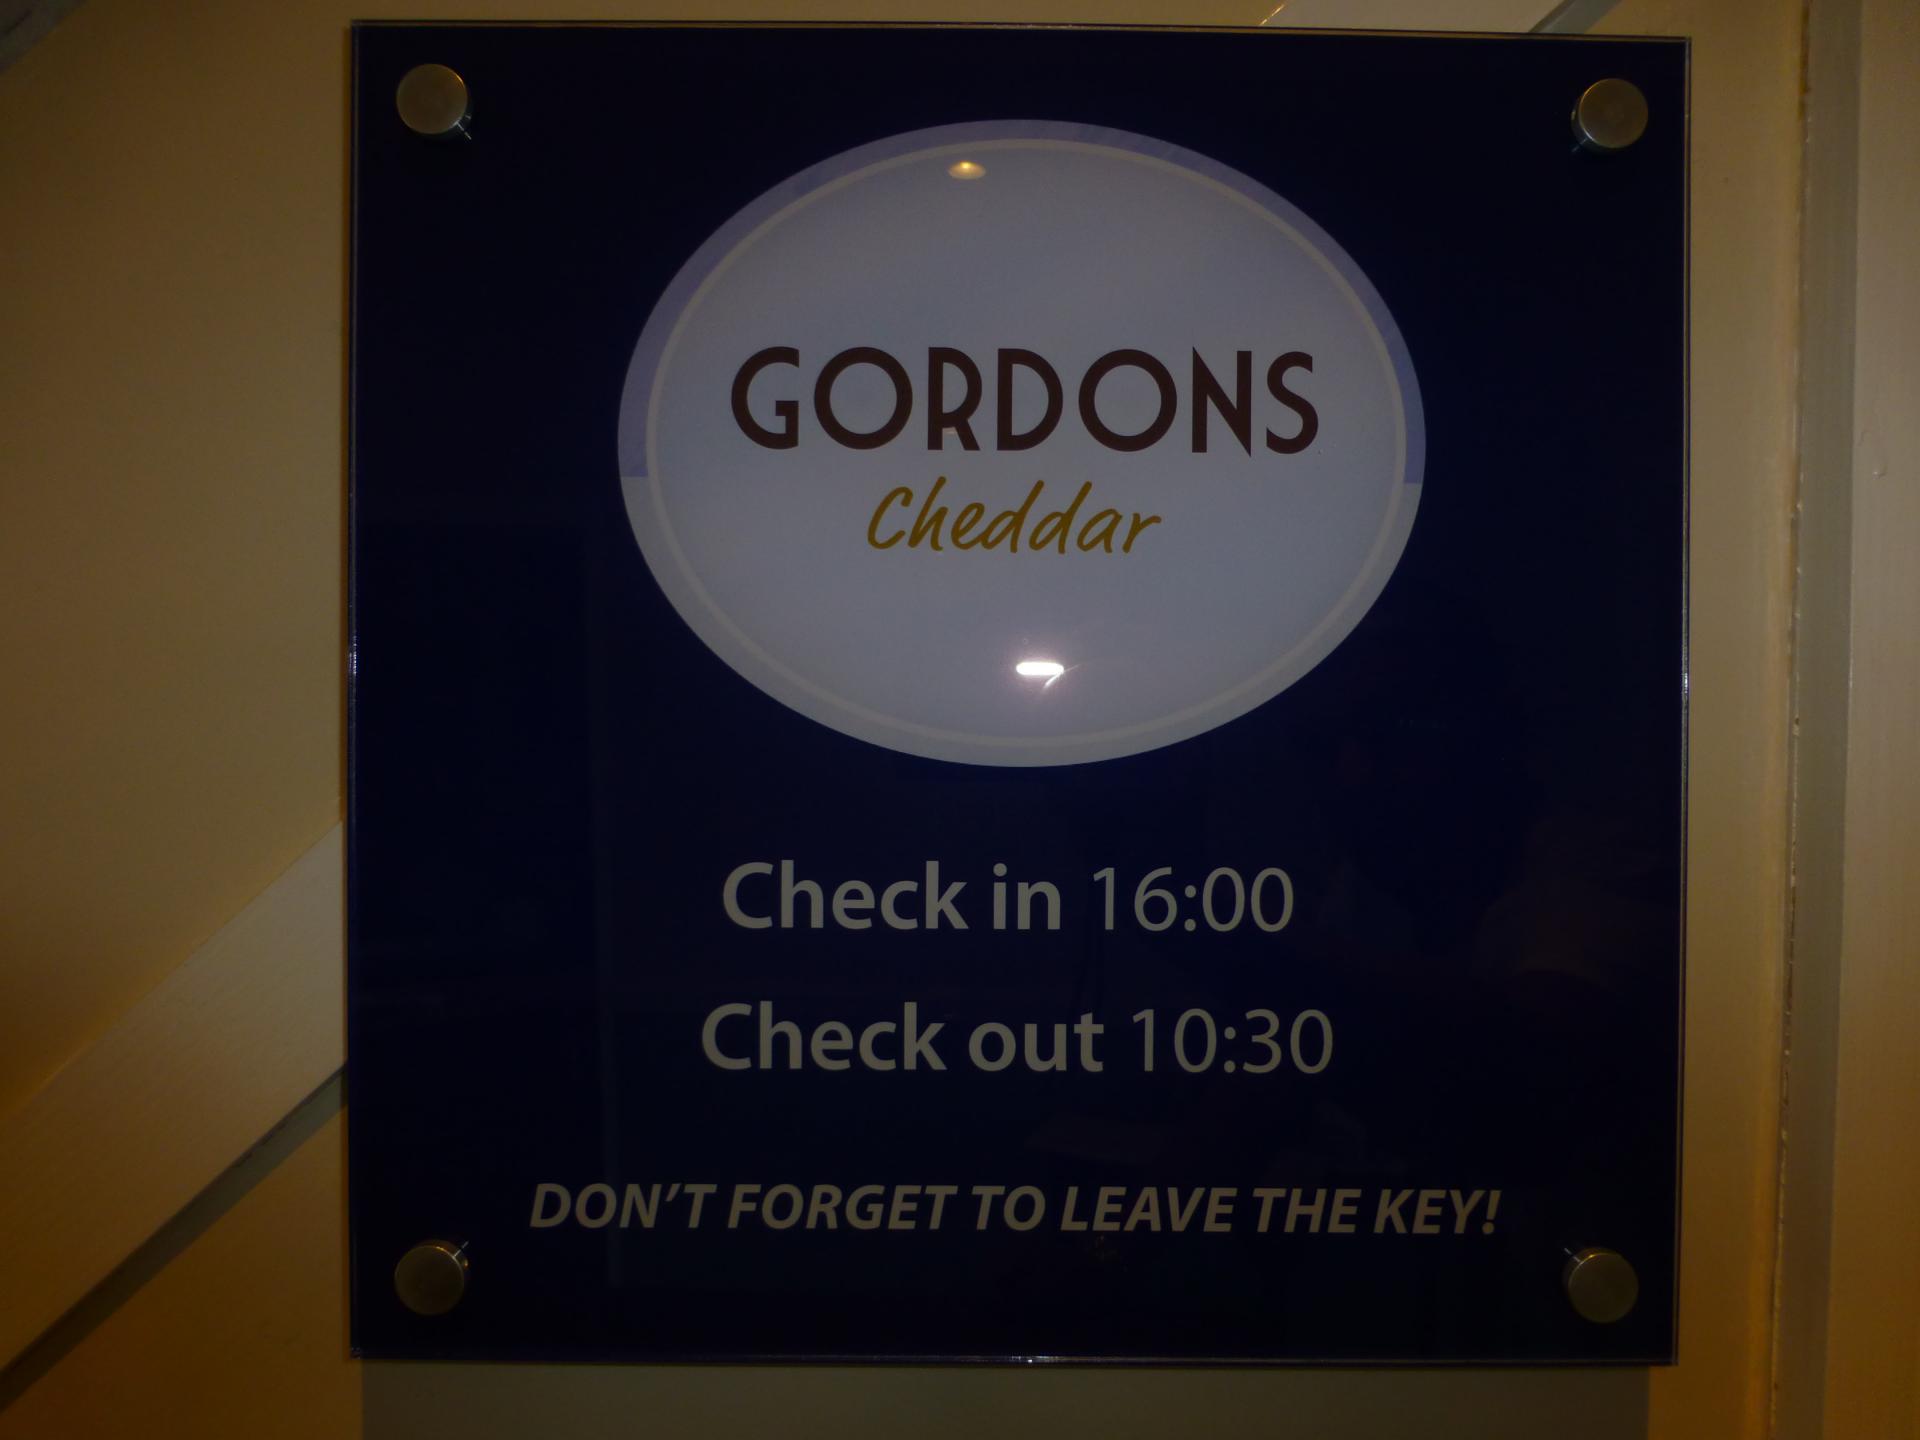 GORDONS
Cheddar
Check in 16:00
Check out 10:30
DON'T FORGET TO LEAVE THE KEY!